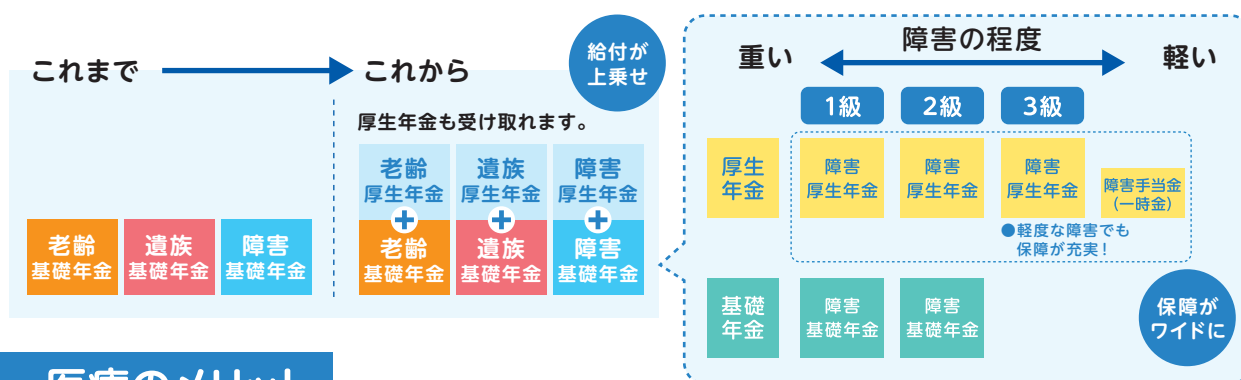 これまで
これから
給付が
上乗せ
厚生年金も受け取れます。
老齢
厚生年金
遺族
厚生年金
障害
厚生年金
+
+
+
老齢
基礎年金
遺族
基礎年金
障害
基礎年金
老齢
基礎年金
遺族
基礎年金
障害
基礎年金
障害の程度
重い
軽い
1級
2級
3級
厚生
年金
障害
厚生年金
障害
厚生年金
障害
厚生年金
障害手当金
(一時金)
●軽度な障害でも
保障が充実!
基礎
年金
障害
基礎年金
障害
基礎年金
保障が
ワイドに
医療のメリット